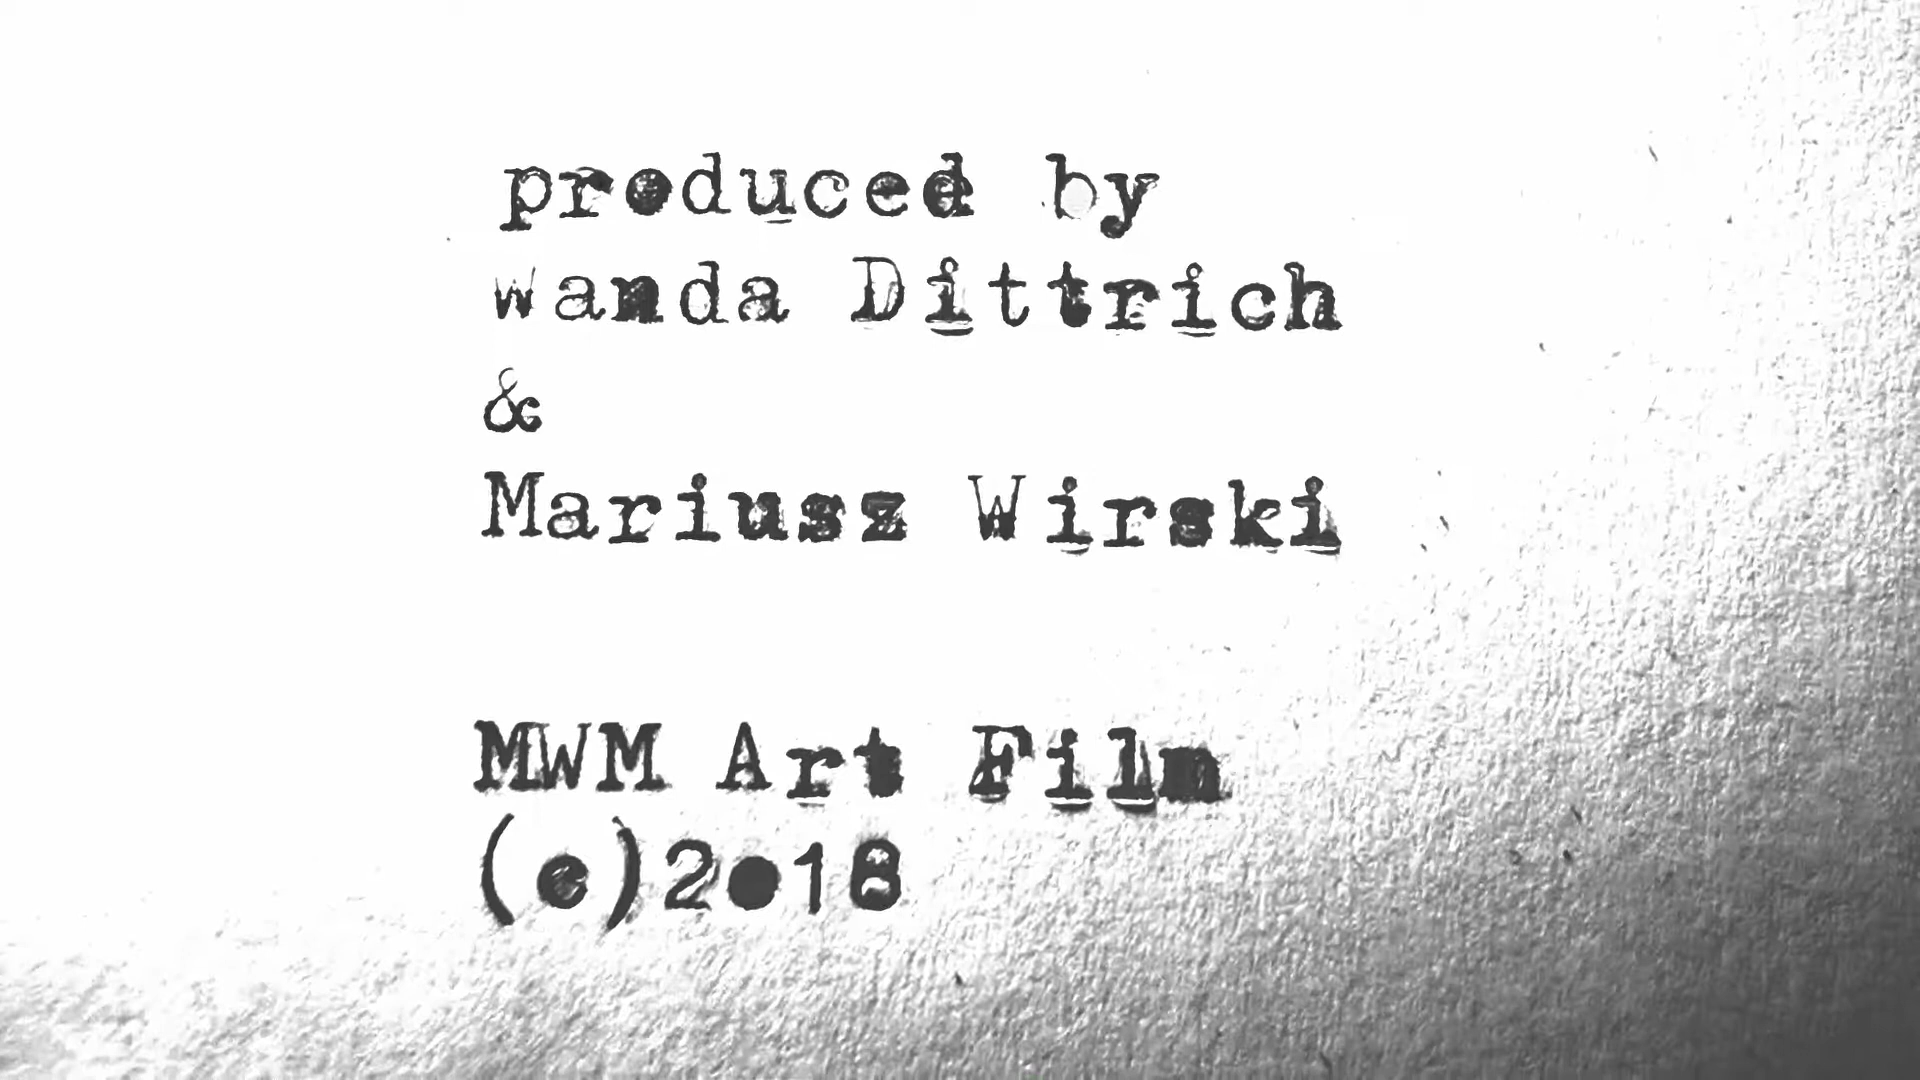 produced by
Wanda Dittrich
&
Mariusz Wirski
MWM Art Film
(c)2018